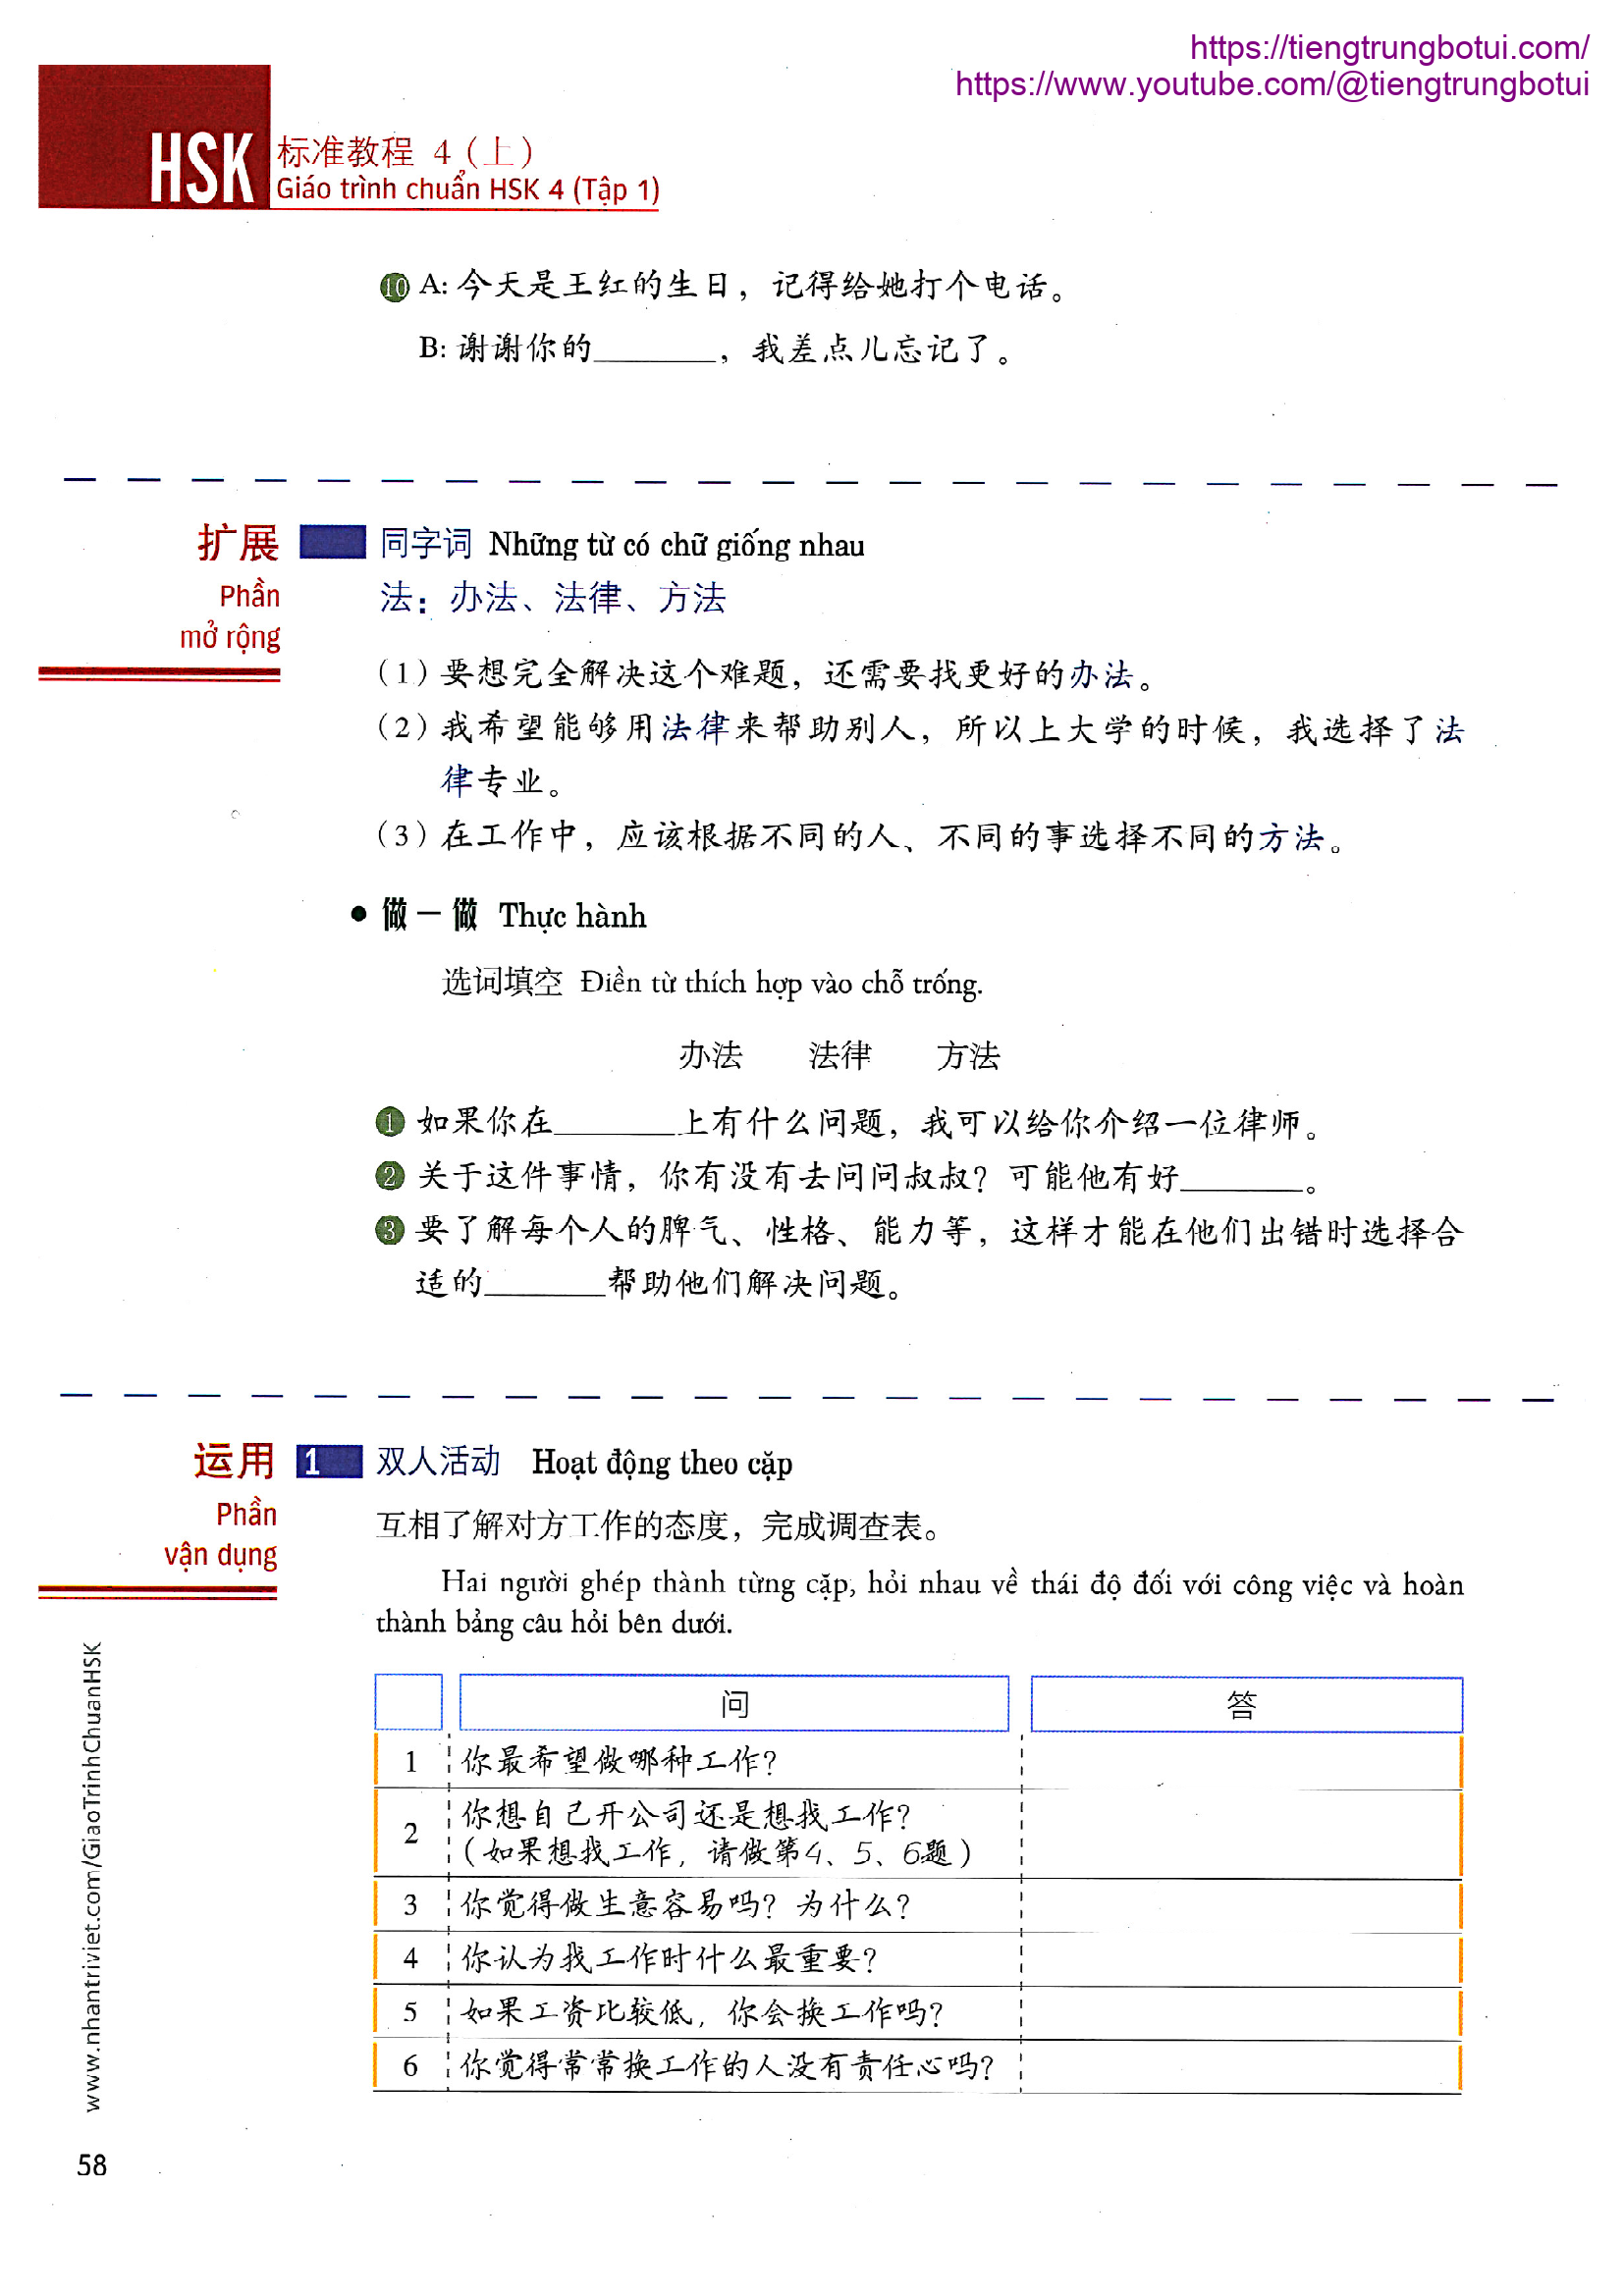 https://tiengtrungbotui.com/
https://www.youtube.com/@tiengtrungbotui
HSK 标准教程 4（上）
Giáo trình chuẩn HSK 4 (Tập 1)
10 A: 今天是王红的生日，记得给她打个电话。
B: 谢谢你的_______，我差点儿忘记了。
扩展 同字词 Những từ có chữ giống nhau
Phần
mở rộng
法：办法、法律、方法
（1）要想完全解决这个难题，还需要找更好的办法。
（2）我希望能够用法律来帮助别人，所以上大学的时候，我选择了法
律专业。
（3）在工作中，应该根据不同的人、不同的事选择不同的方法。
● 做一做 Thực hành
选词填空 Điền từ thích hợp vào chỗ trống.
办法 法律 方法
1 如果你在_______上有什么问题，我可以给你介绍一位律师。
2 关于这件事情，你有没有去问问叔叔？可能他有好_______。
3 要了解每个人的脾气、性格、能力等，这样才能在他们出错时选择合
适的_______帮助他们解决问题。
运用 1 双人活动 Hoạt động theo cặp
Phần
vận dụng
互相了解对方工作的态度，完成调查表。
Hai người ghép thành từng cặp, hỏi nhau về thái độ đối với công việc và hoàn
thành bảng câu hỏi bên dưới.
问 答
1 你最希望做哪种工作？
2 你想自己开公司还是想找工作？
（如果想找工作，请做第4、5、6题）
3 你觉得做生意容易吗？为什么？
4 你认为找工作时什么最重要？
5 如果工资比较低，你会换工作吗？
6 你觉得常常换工作的人没有责任心吗？
www.nhantriviet.com/GiaoTrinhChuanHSK
58